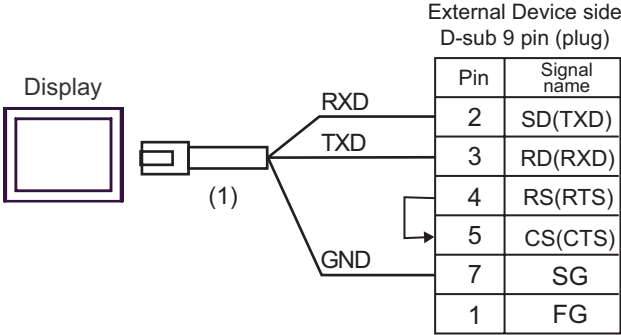 External Device side
D-sub 9 pin (plug)
Display
Pin Signal name
RXD
2 SD(TXD)
TXD
3 RD(RXD)
(1)
4 RS(RTS)
5 CS(CTS)
GND
7 SG
1 FG